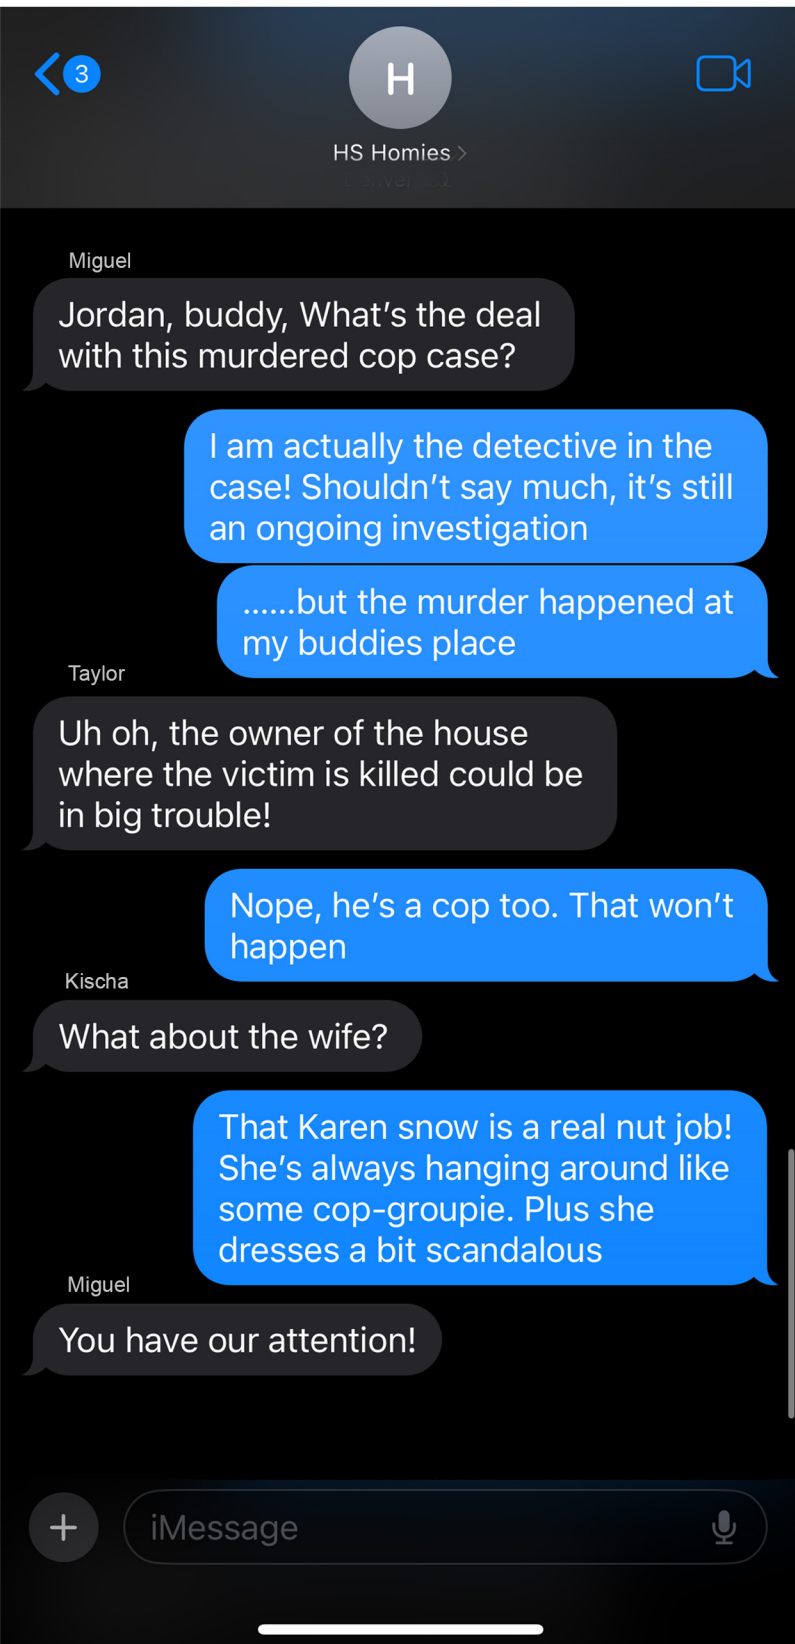 3
H
HS Homies
Miguel
Jordan, buddy, What’s the deal
with this murdered cop case?
I am actually the detective in the
case! Shouldn’t say much, it’s still
an ongoing investigation
......but the murder happened at
my buddies place
Taylor
Uh oh, the owner of the house
where the victim is killed could be
in big trouble!
Nope, he’s a cop too. That won’t
happen
Kischa
What about the wife?
That Karen snow is a real nut job!
She’s always hanging around like
some cop-groupie. Plus she
dresses a bit scandalous
Miguel
You have our attention!
iMessage